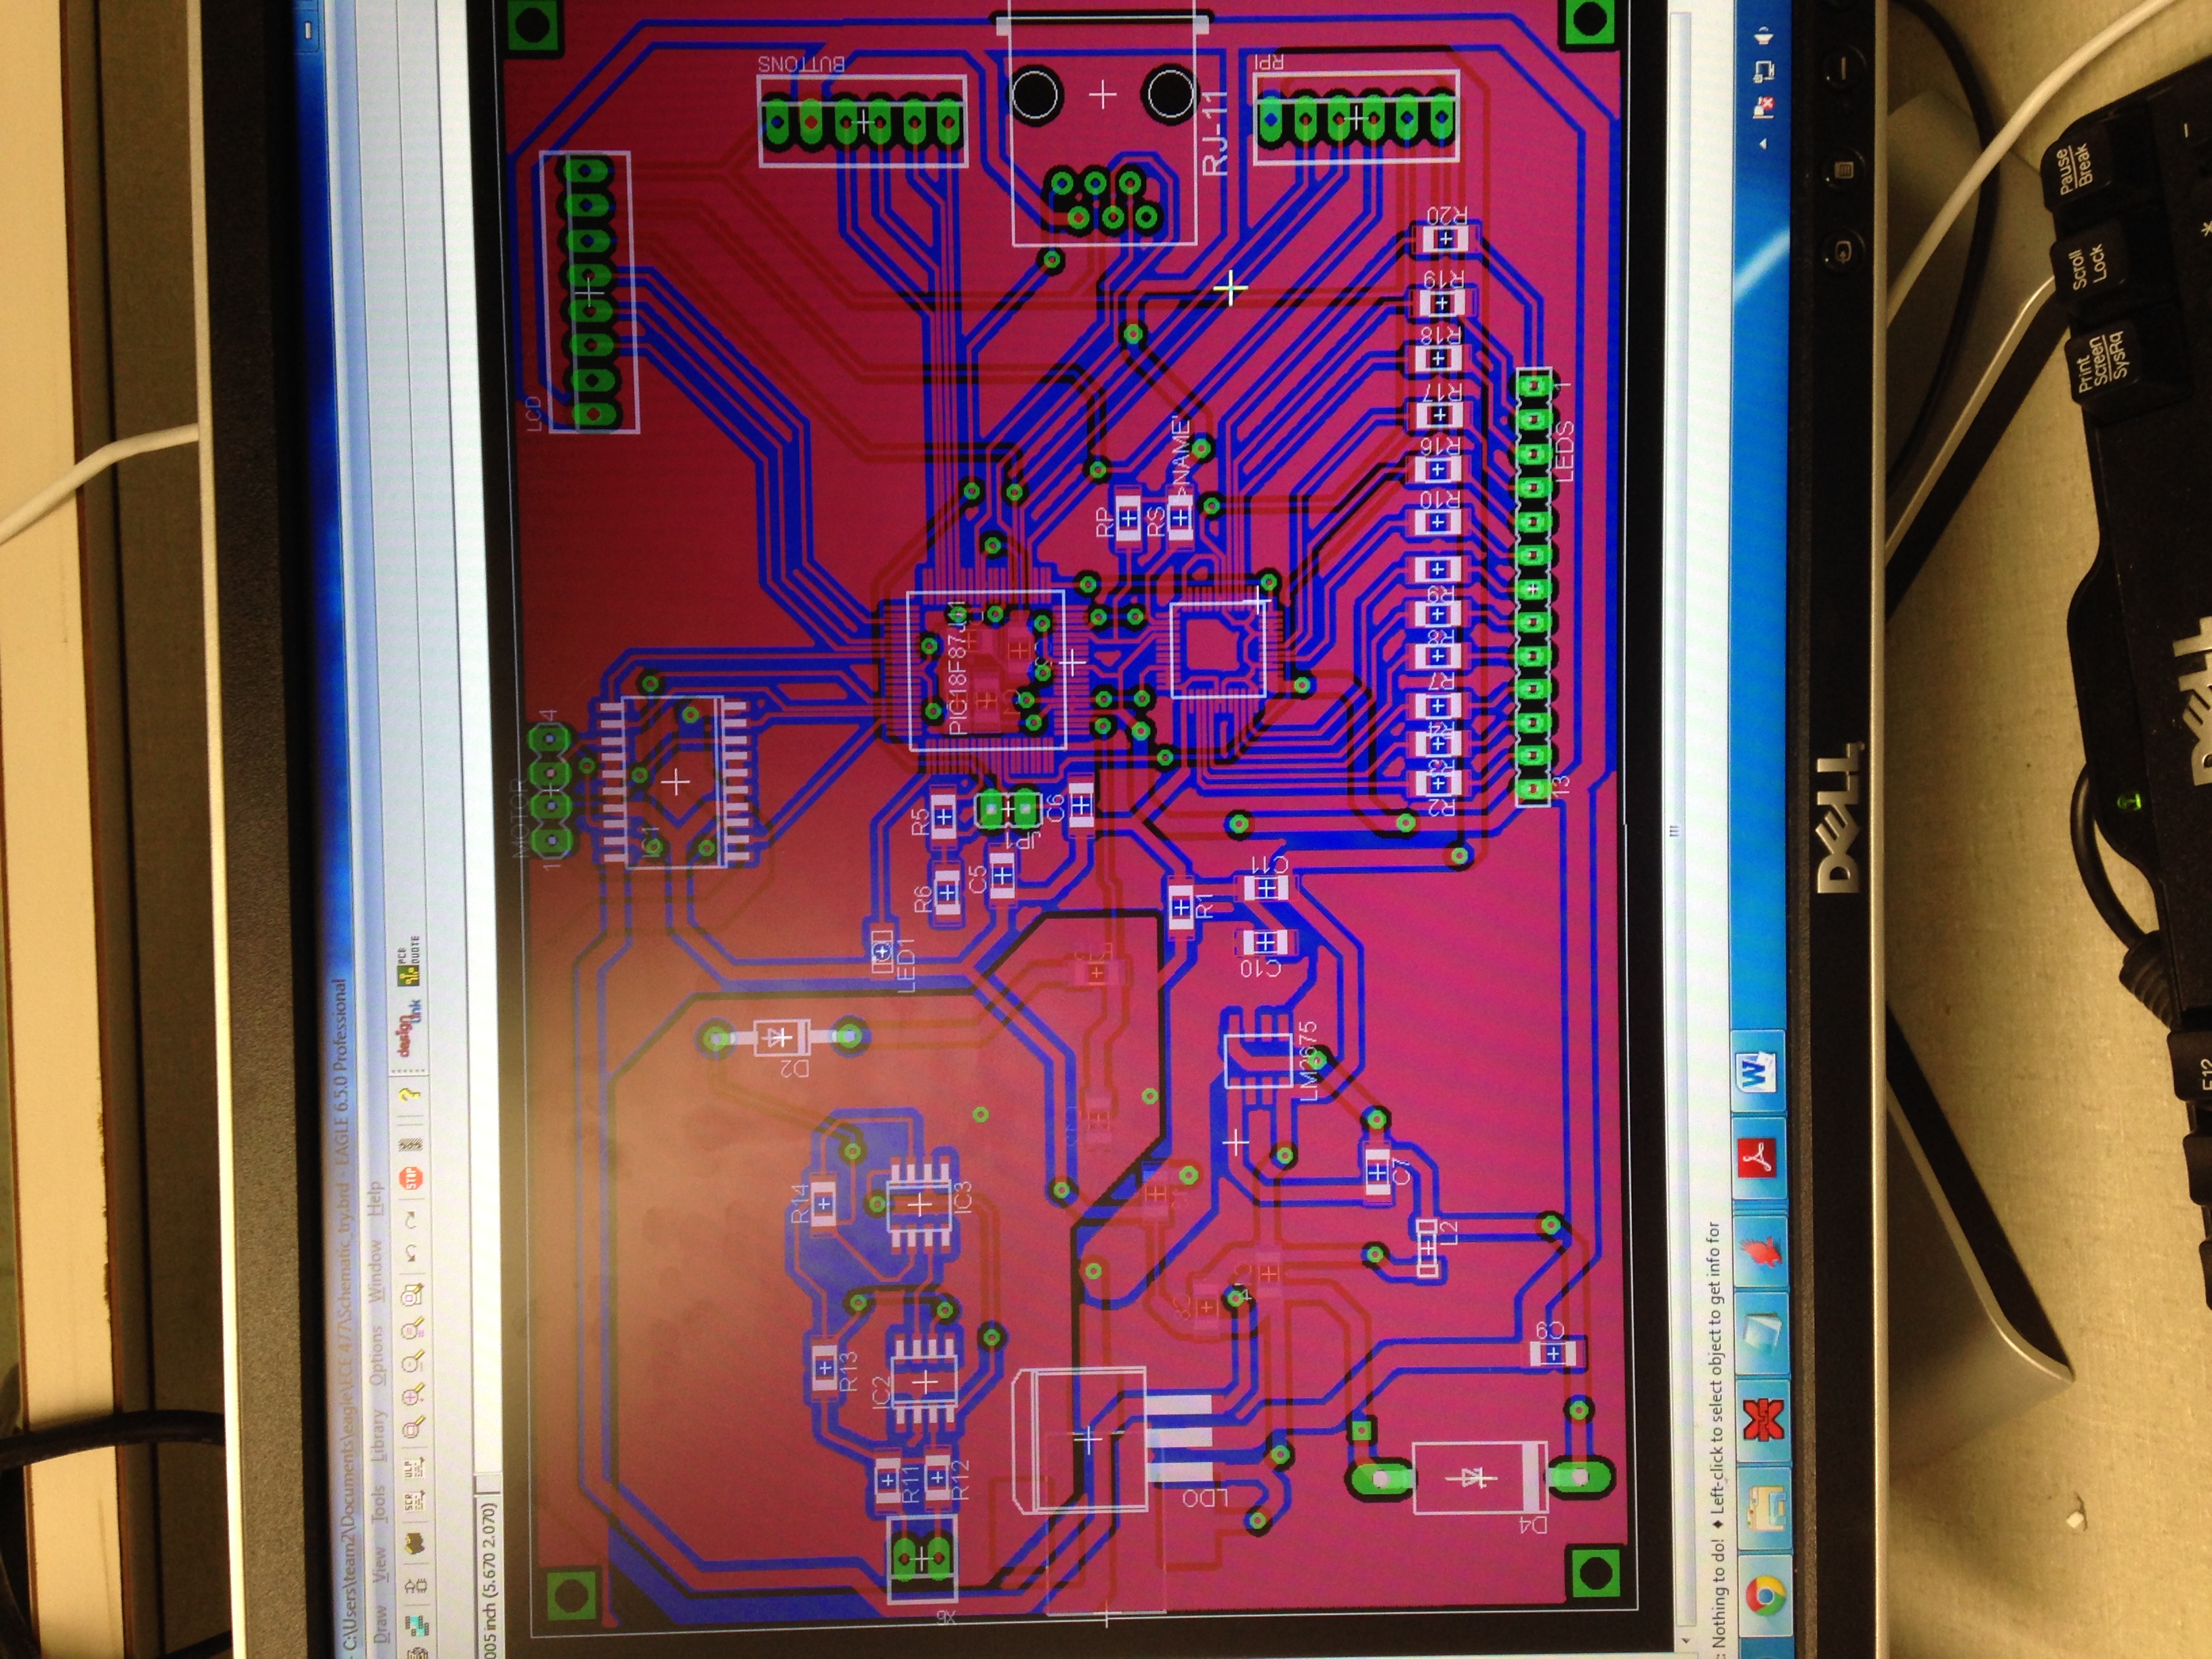 - C:\Users\team2\Documents\eagle\ECE 477\Schematic_try.brd - EAGLE 6.5.0 Professional
Draw View Tools Library Options Window Help
SCR ULP STOP ? design link PCB QUOTE
005 inch (5.670 2.070)
MOTOR
1 4
LCD
IC1
BUTTONS
D2
R14
R13
IC2
R11
R12
IC3
LED1
R6 R5
C5
JP1
C6
PIC18F87J11
RP
RS
>NAME'
RJ-11
RPI
LDO
R1
C10 C11
LM2675
C7
L2
D4
C9
R2 R3 R4 R7 R8 R9 R10 R16 R17 R18 R19 R20
13 LEDS 1
: Nothing to do! ♦ Left-click to select object to get info for
W
DELL
Print Screen SysRq
Scroll Lock
Pause Break
F12
DELL
*